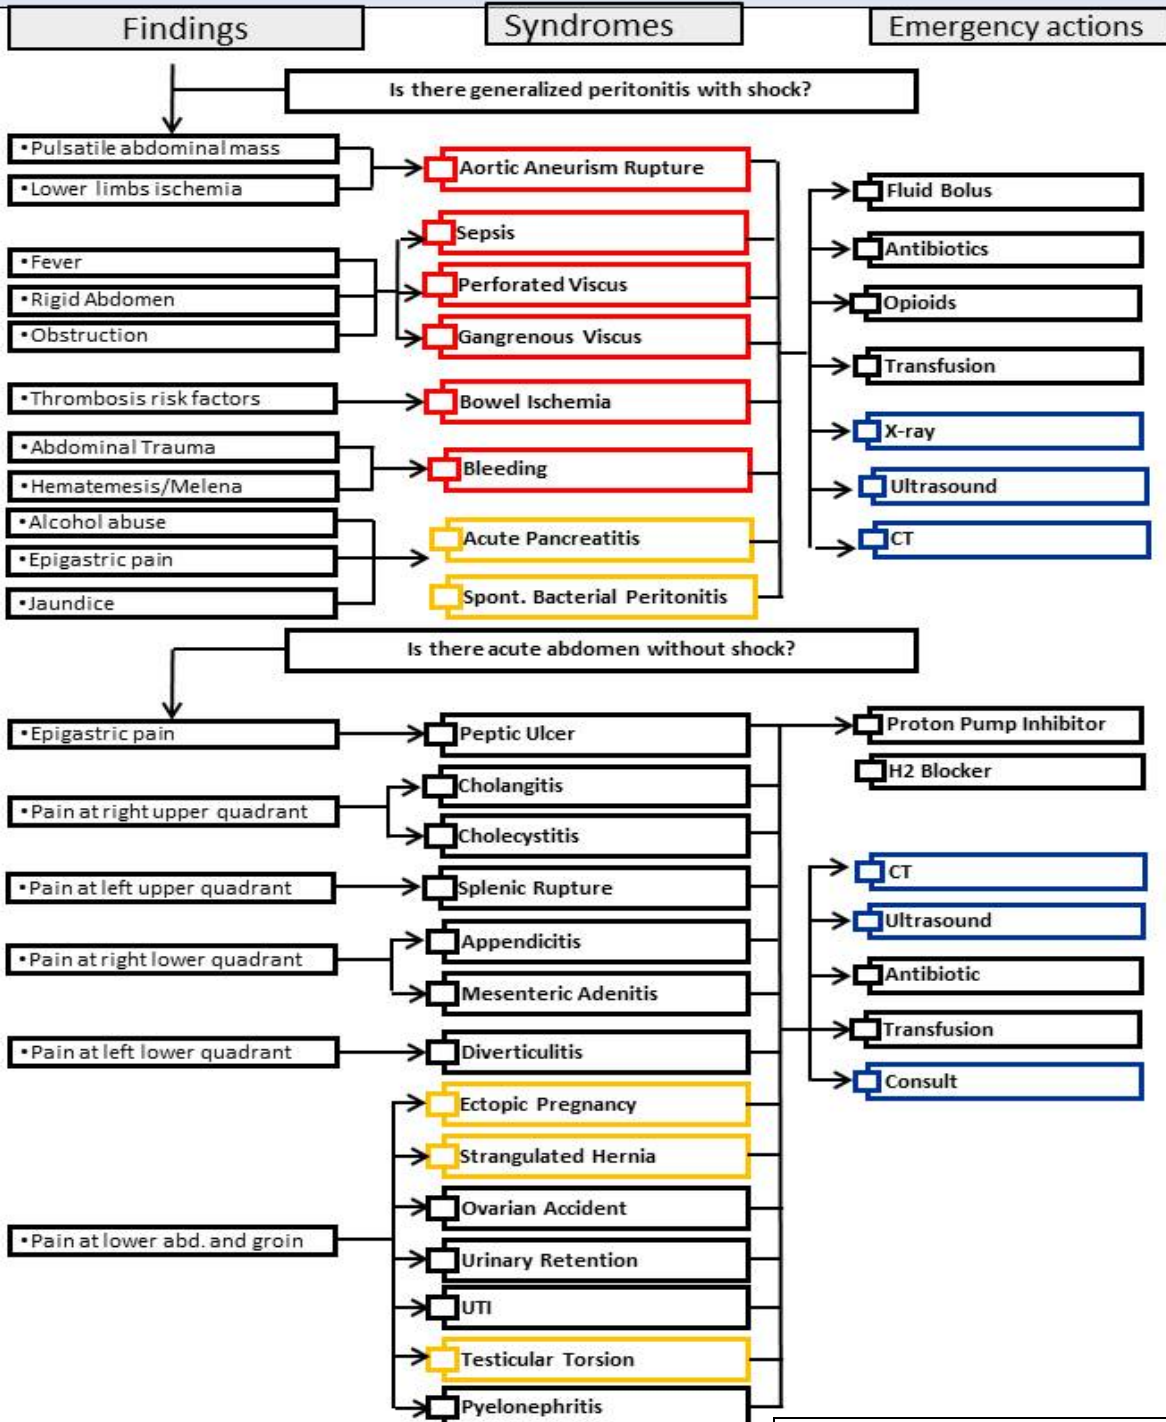 Findings
Syndromes
Emergency actions
Is there generalized peritonitis with shock?
•Pulsatile abdominal mass
•Lower limbs ischemia
•Fever
•Rigid Abdomen
•Obstruction
•Thrombosis risk factors
•Abdominal Trauma
•Hematemesis/Melena
•Alcohol abuse
•Epigastric pain
•Jaundice
Aortic Aneurism Rupture
Sepsis
Perforated Viscus
Gangrenous Viscus
Bowel Ischemia
Bleeding
Acute Pancreatitis
Spont. Bacterial Peritonitis
Fluid Bolus
Antibiotics
Opioids
Transfusion
X-ray
Ultrasound
CT
Is there acute abdomen without shock?
•Epigastric pain
•Pain at right upper quadrant
•Pain at left upper quadrant
•Pain at right lower quadrant
•Pain at left lower quadrant
•Pain at lower abd. and groin
Peptic Ulcer
Cholangitis
Cholecystitis
Splenic Rupture
Appendicitis
Mesenteric Adenitis
Diverticulitis
Ectopic Pregnancy
Strangulated Hernia
Ovarian Accident
Urinary Retention
UTI
Testicular Torsion
Pyelonephritis
Proton Pump Inhibitor
H2 Blocker
CT
Ultrasound
Antibiotic
Transfusion
Consult